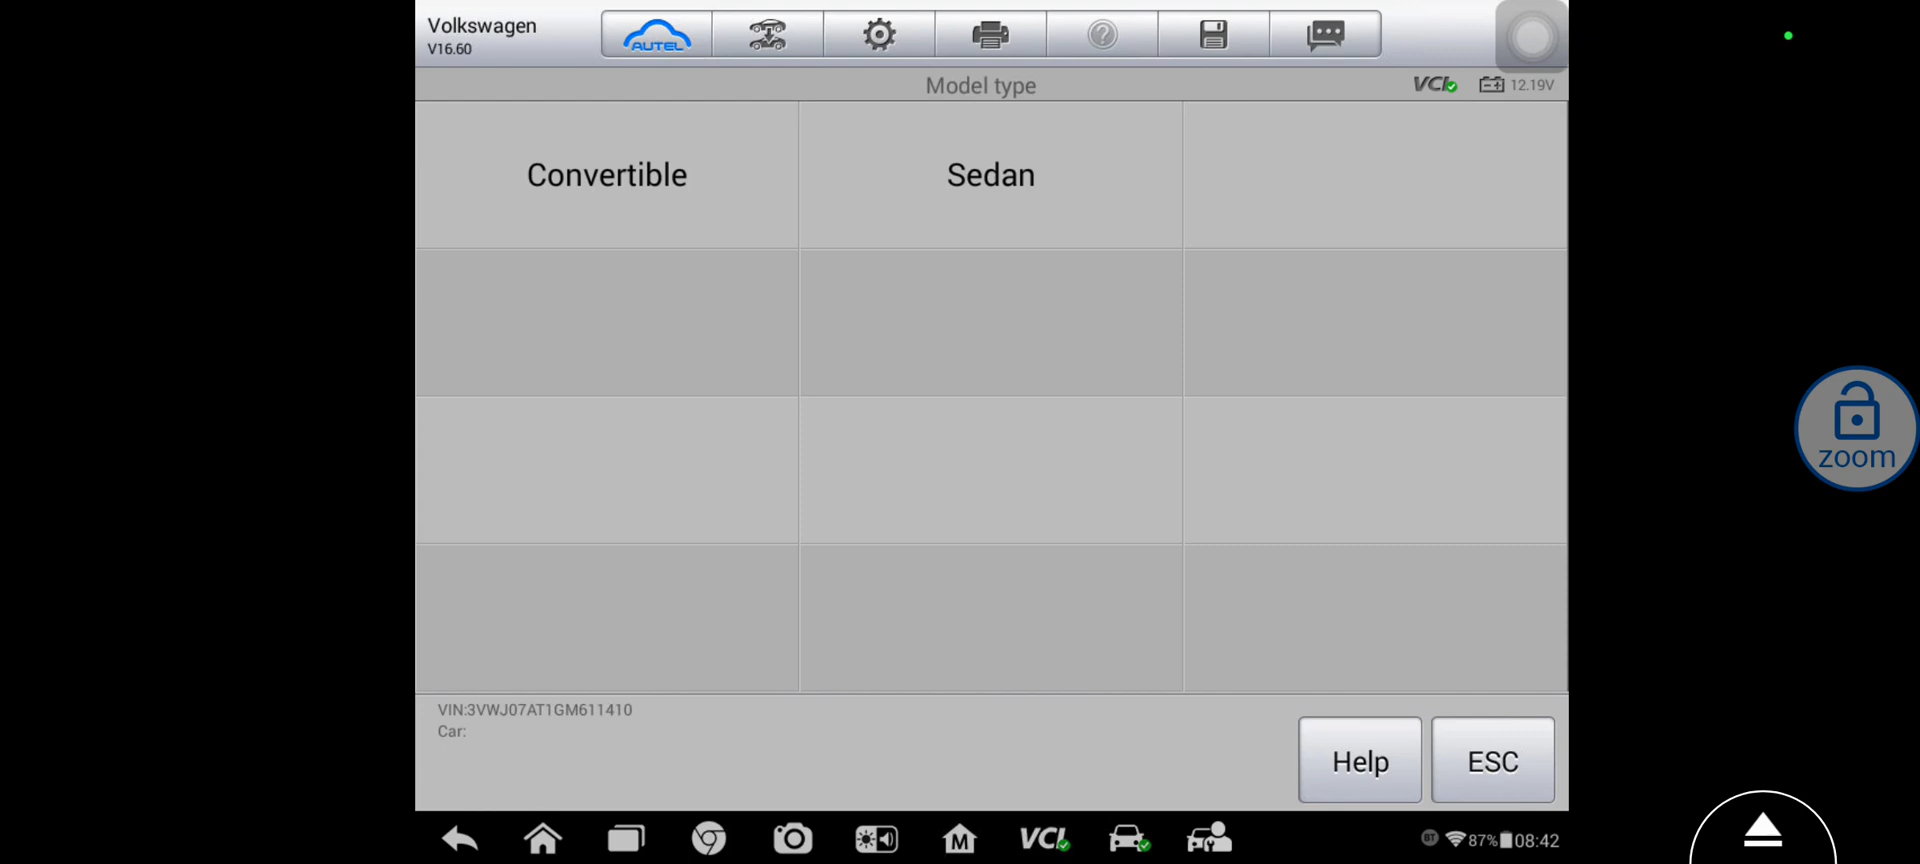 Volkswagen
V16.60
AUTEL
Model type
VCI
12.19V
Convertible
Sedan
zoom
VIN:3VWJ07AT1GM611410
Car:
Help
ESC
M
VCI
BT
87%
08:42